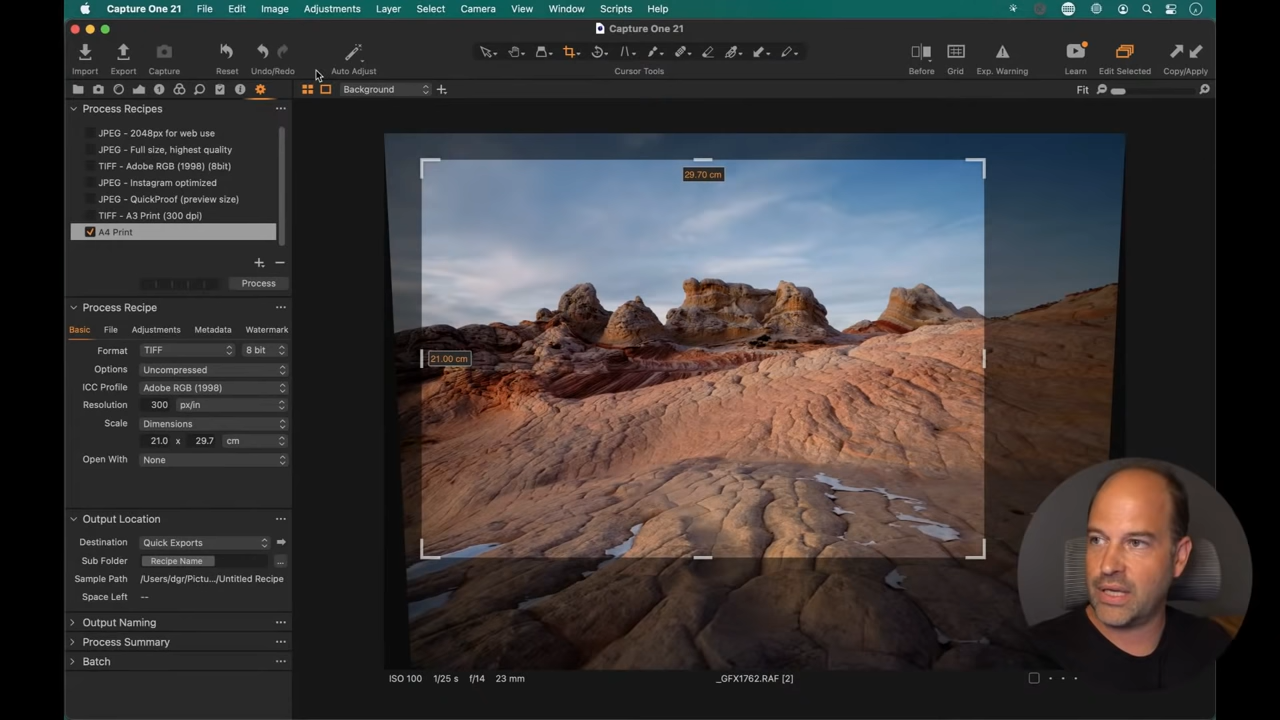 Capture One 21 File Edit Image Adjustments Layer Select Camera View Window Scripts Help
Capture One 21
Import Export Capture Reset Undo/Redo Auto Adjust Cursor Tools Before Grid Exp. Warning Learn Edit Selected Copy/Apply
Background
Fit
Process Recipes
JPEG - 2048px for web use
JPEG - Full size, highest quality
TIFF - Adobe RGB (1998) (8bit)
JPEG - Instagram optimized
JPEG - QuickProof (preview size)
TIFF - A3 Print (300 dpi)
A4 Print
Process
Process Recipe
Basic File Adjustments Metadata Watermark
Format TIFF 8 bit
Options Uncompressed
ICC Profile Adobe RGB (1998)
Resolution 300 px/in
Scale Dimensions
21.0 x 29.7 cm
Open With None
Output Location
Destination Quick Exports
Sub Folder Recipe Name ...
Sample Path /Users/dgr/Pictu.../Untitled Recipe
Space Left --
Output Naming
Process Summary
Batch
29.70 cm
21.00 cm
ISO 100 1/25 s f/14 23 mm
_GFX1762.RAF [2]